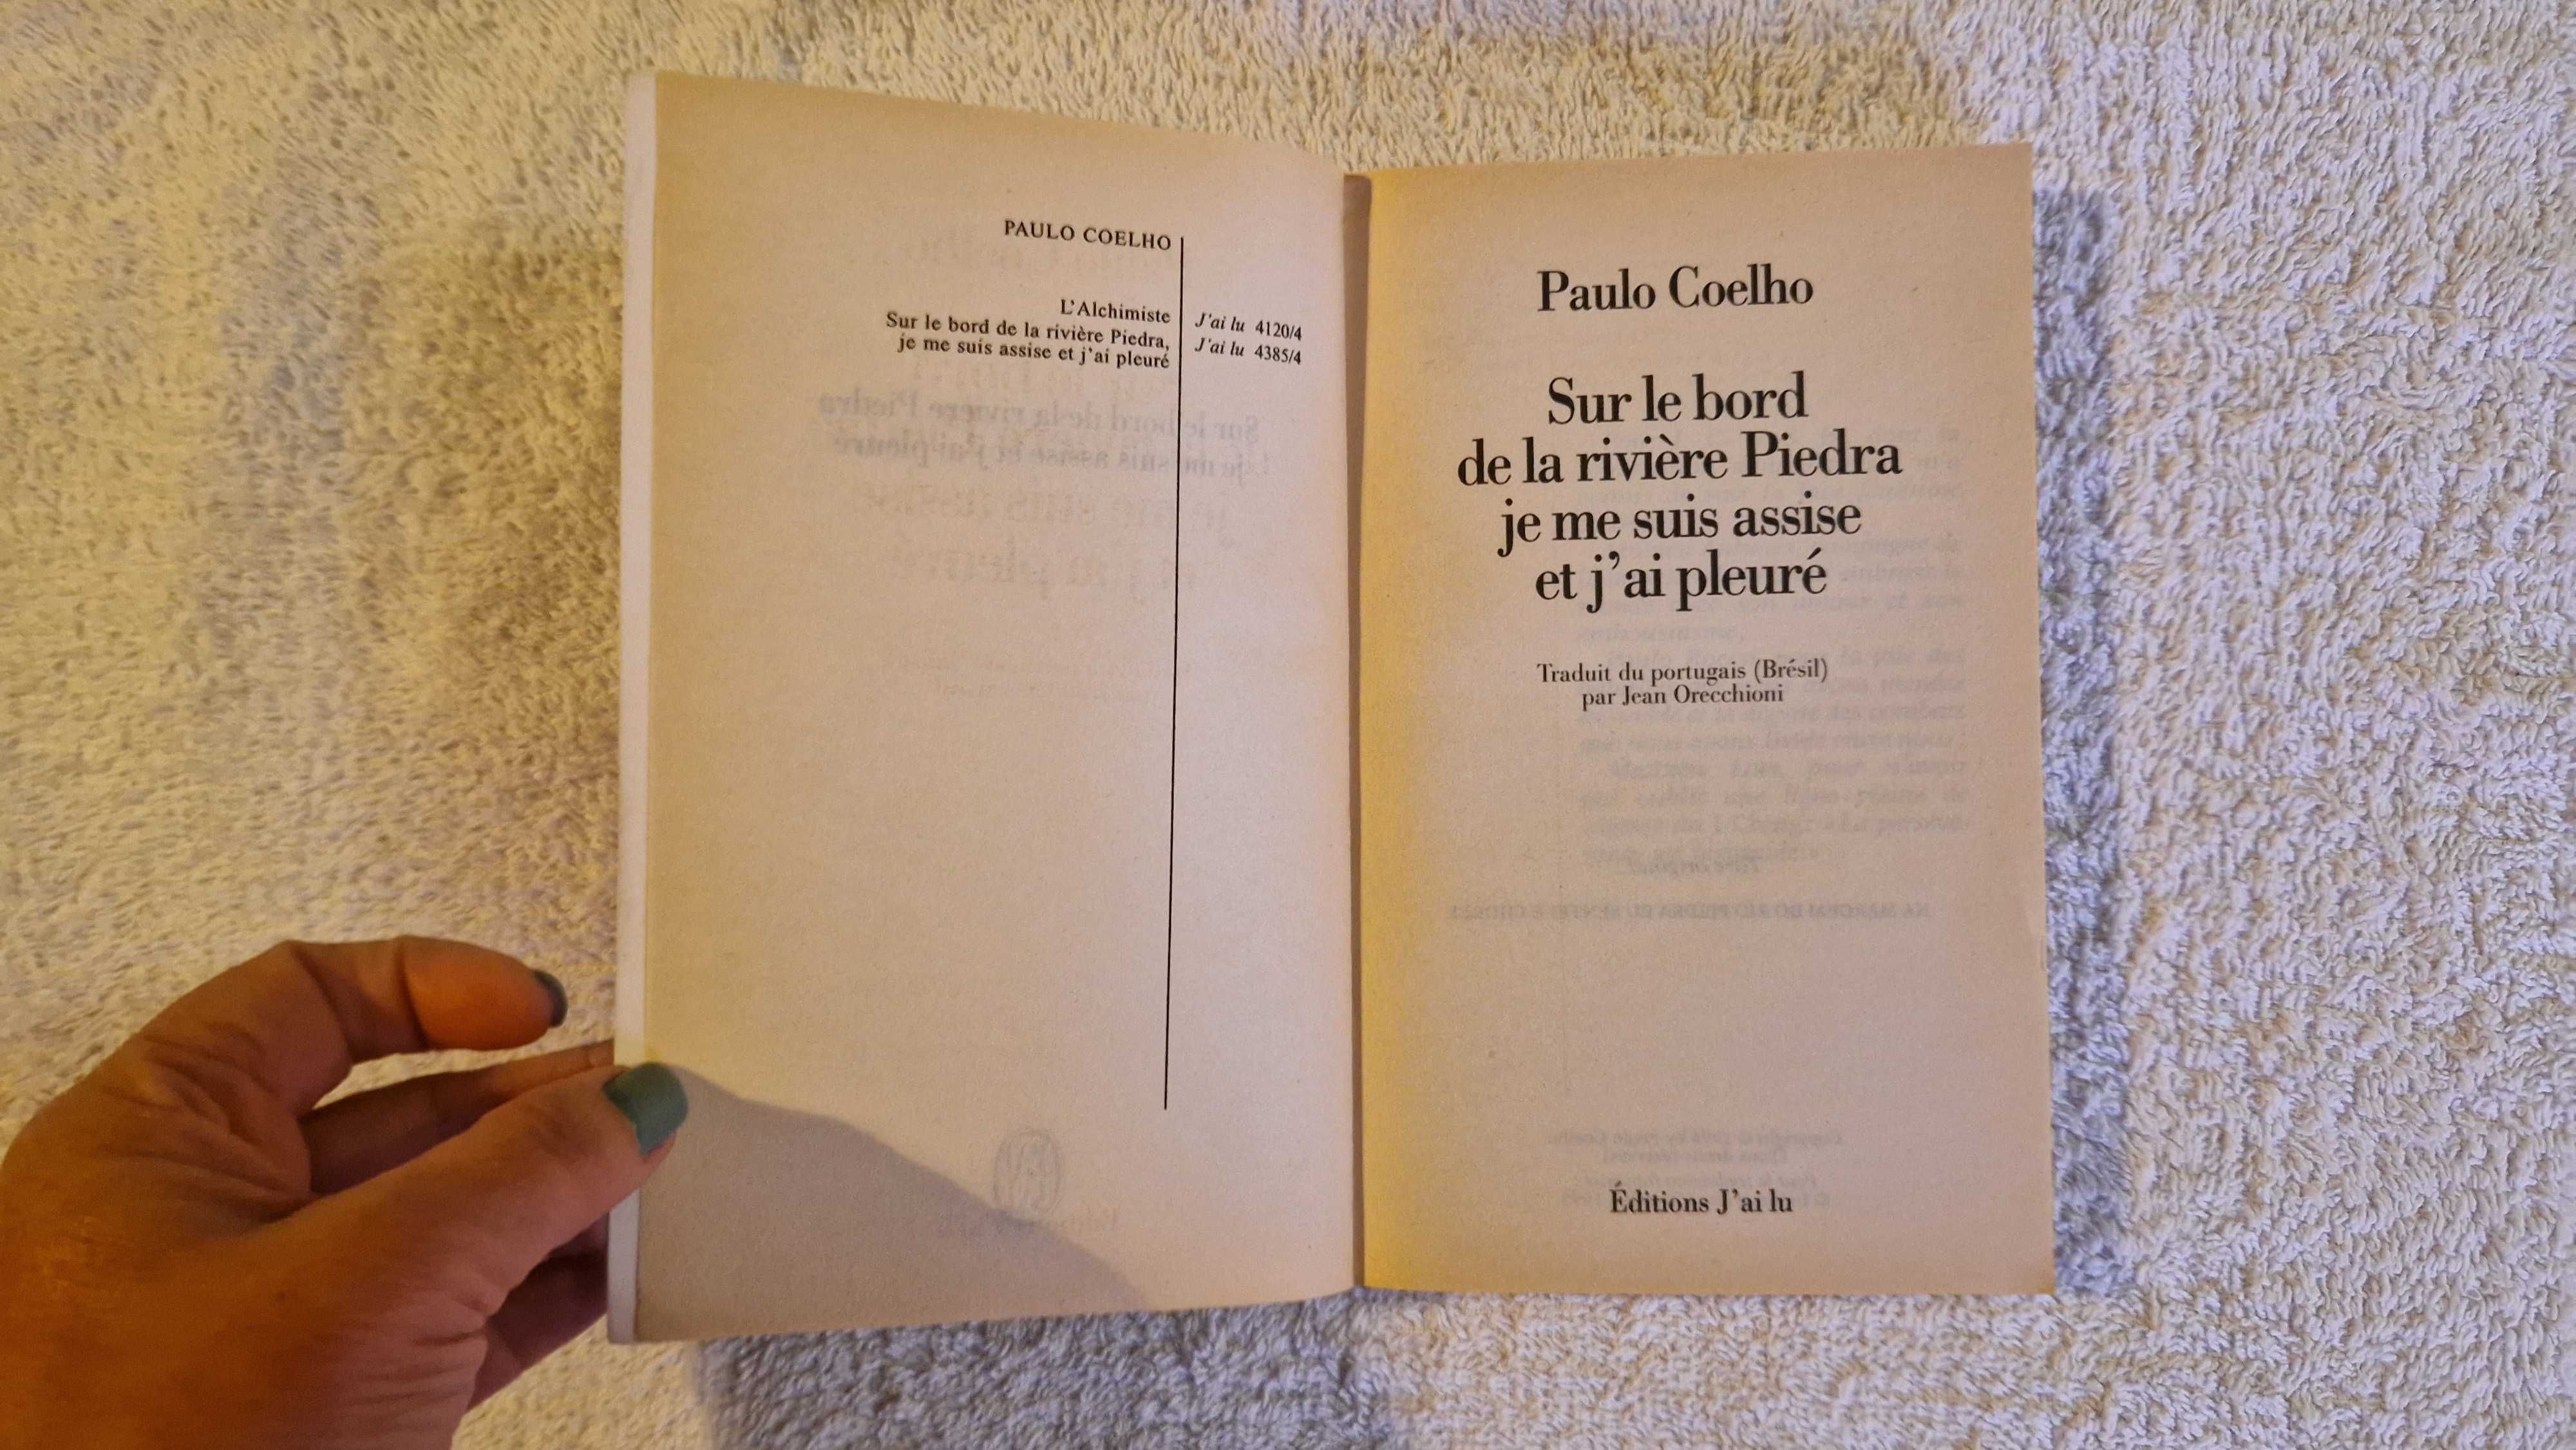 PAULO COELHO
L'Alchimiste J'ai lu 4120/4
Sur le bord de la rivière Piedra, J'ai lu 4385/4
je me suis assise et j'ai pleuré
Paulo Coelho
Sur le bord
de la rivière Piedra
je me suis assise
et j'ai pleuré
Traduit du portugais (Brésil)
par Jean Orecchioni
Éditions J'ai lu